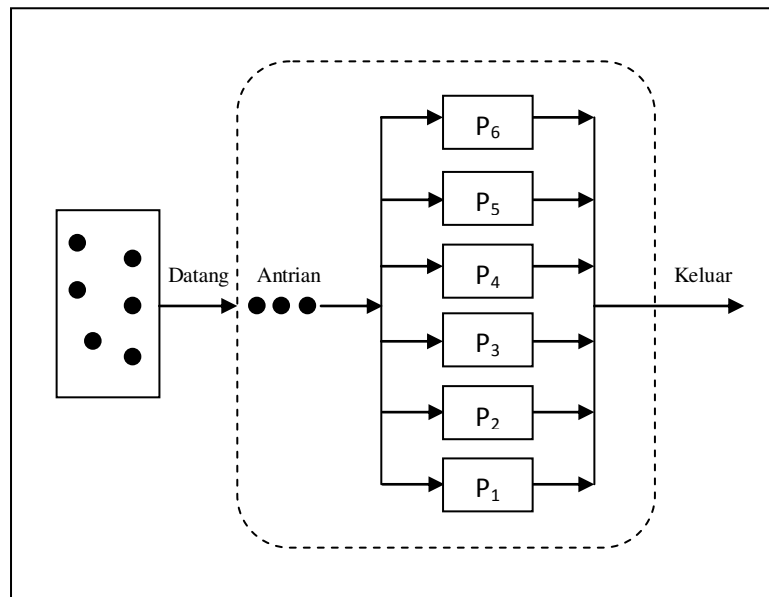 P₆
P₅
Datang
Antrian
P₄
Keluar
P₃
P₂
P₁